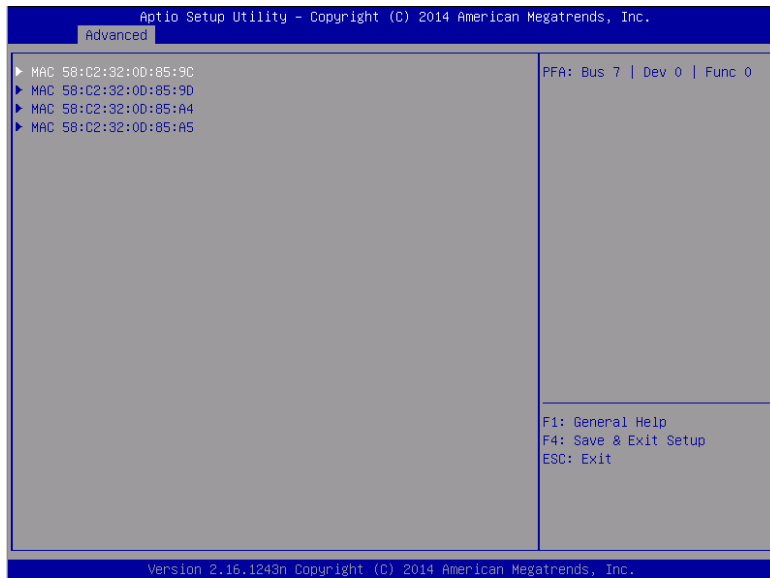 Aptio Setup Utility – Copyright (C) 2014 American Megatrends, Inc.
Advanced
MAC 58:C2:32:0D:85:9C
MAC 58:C2:32:0D:85:9D
MAC 58:C2:32:0D:85:A4
MAC 58:C2:32:0D:85:A5
PFA: Bus 7 | Dev 0 | Func 0
F1: General Help
F4: Save & Exit Setup
ESC: Exit
Version 2.16.1243n Copyright (C) 2014 American Megatrends, Inc.